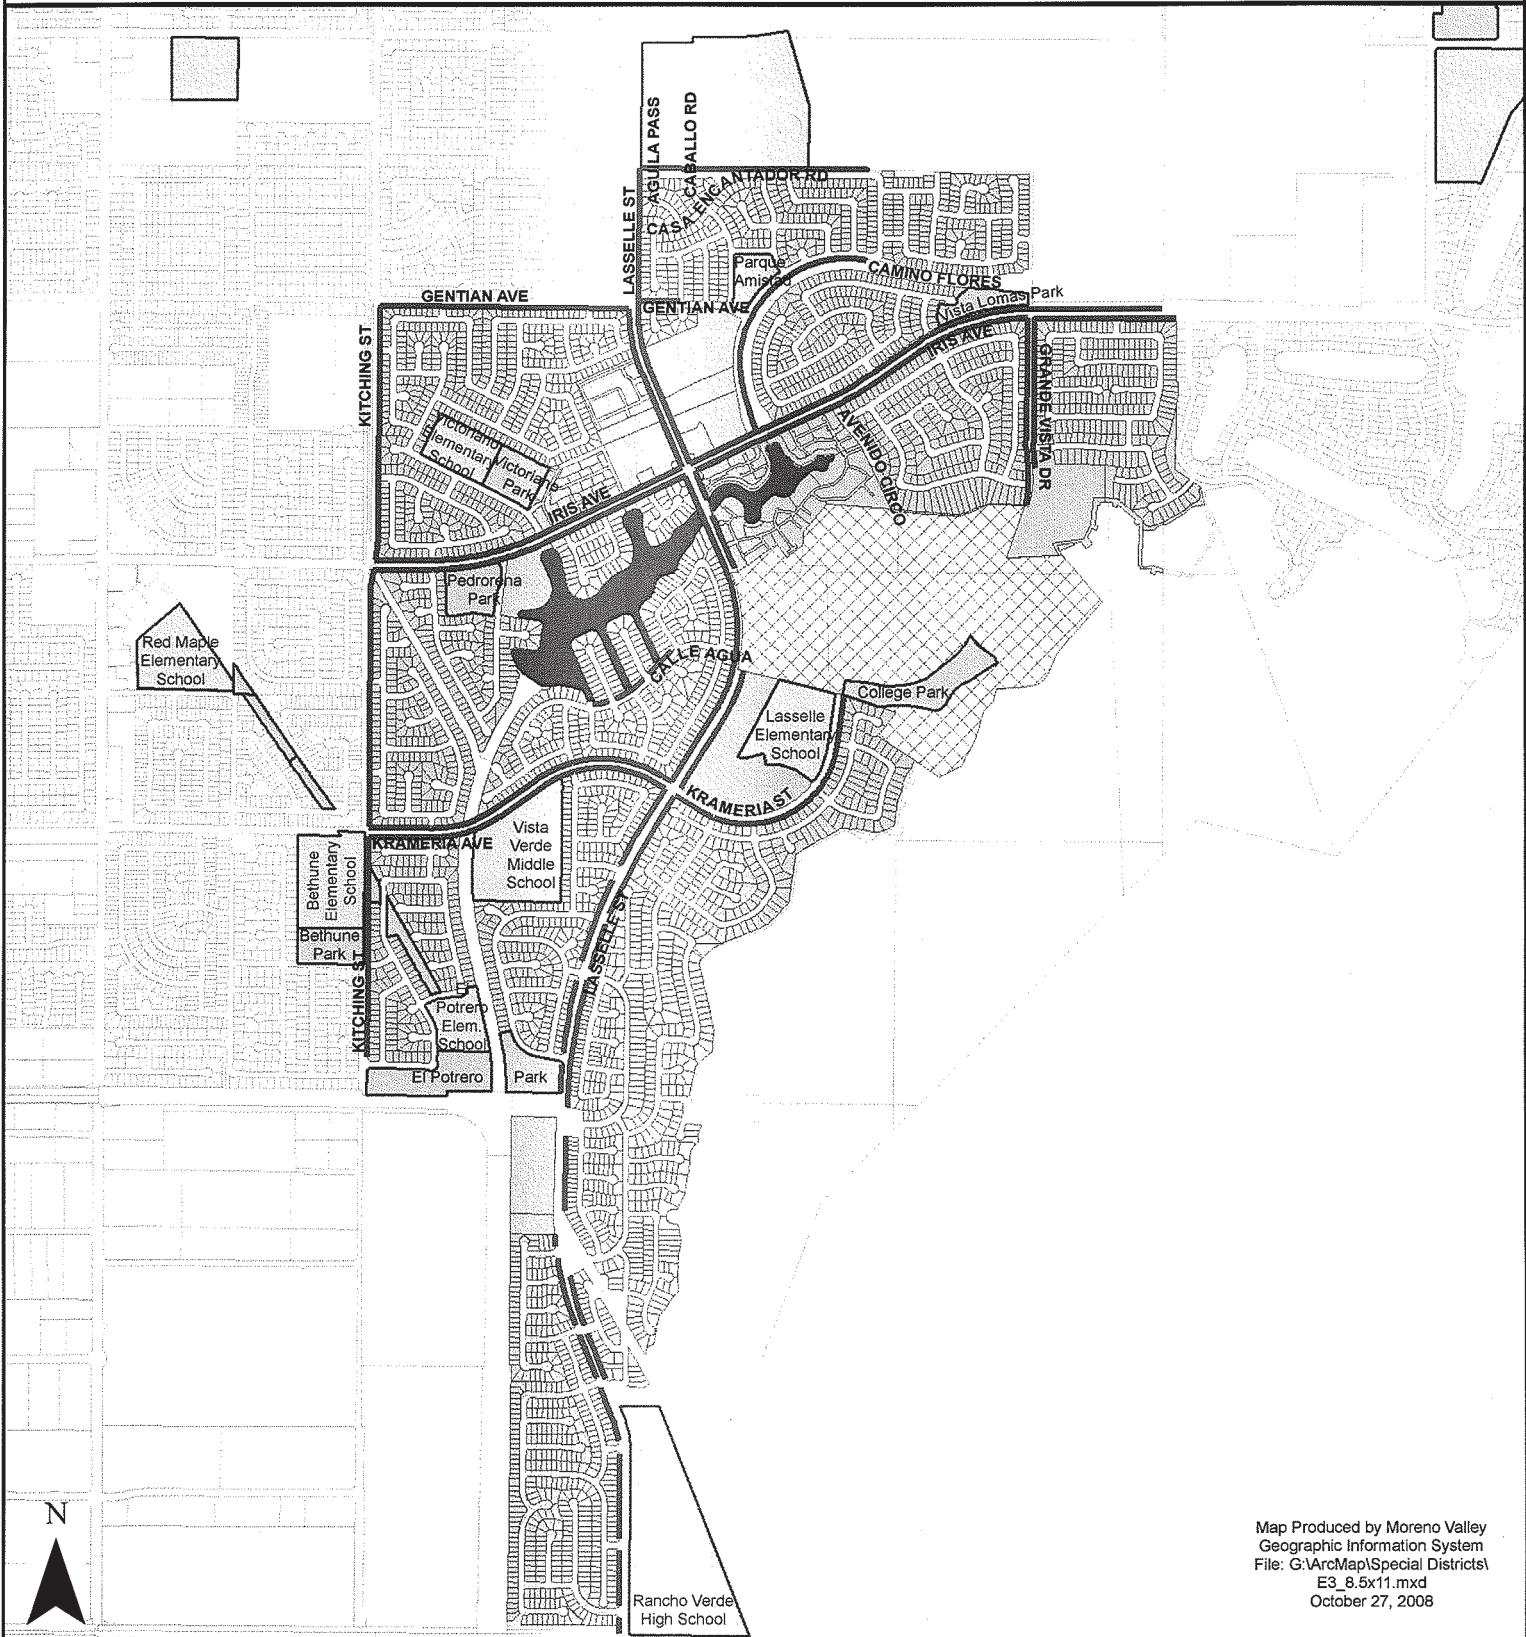 AGUILA PASS
CABALLO RD
LASSELLE ST
CASA ENCANTADOR RD
Parque
Amistad
CAMINO FLORES
GENTIAN AVE
GENTIAN AVE
Vista Lomas Park
IRIS AVE
KITCHING ST
GRANDE VISTA DR
AVENIDO CIRCO
Victoriano
Elementary
School
Victoriano
Park
IRIS AVE
Pedrorena
Park
Red Maple
Elementary
School
CALLE AGUA
College Park
Lasselle
Elementary
School
KRAMERIA ST
KRAMERIA AVE
Vista
Verde
Middle
School
Bethune
Elementary
School
Bethune
Park
LASSELLE ST
KITCHING ST
Potrero
Elem.
School
El Potrero
Park
N
Rancho Verde
High School
Map Produced by Moreno Valley
Geographic Information System
File: G:\ArcMap\Special Districts\
E3_8.5x11.mxd
October 27, 2008